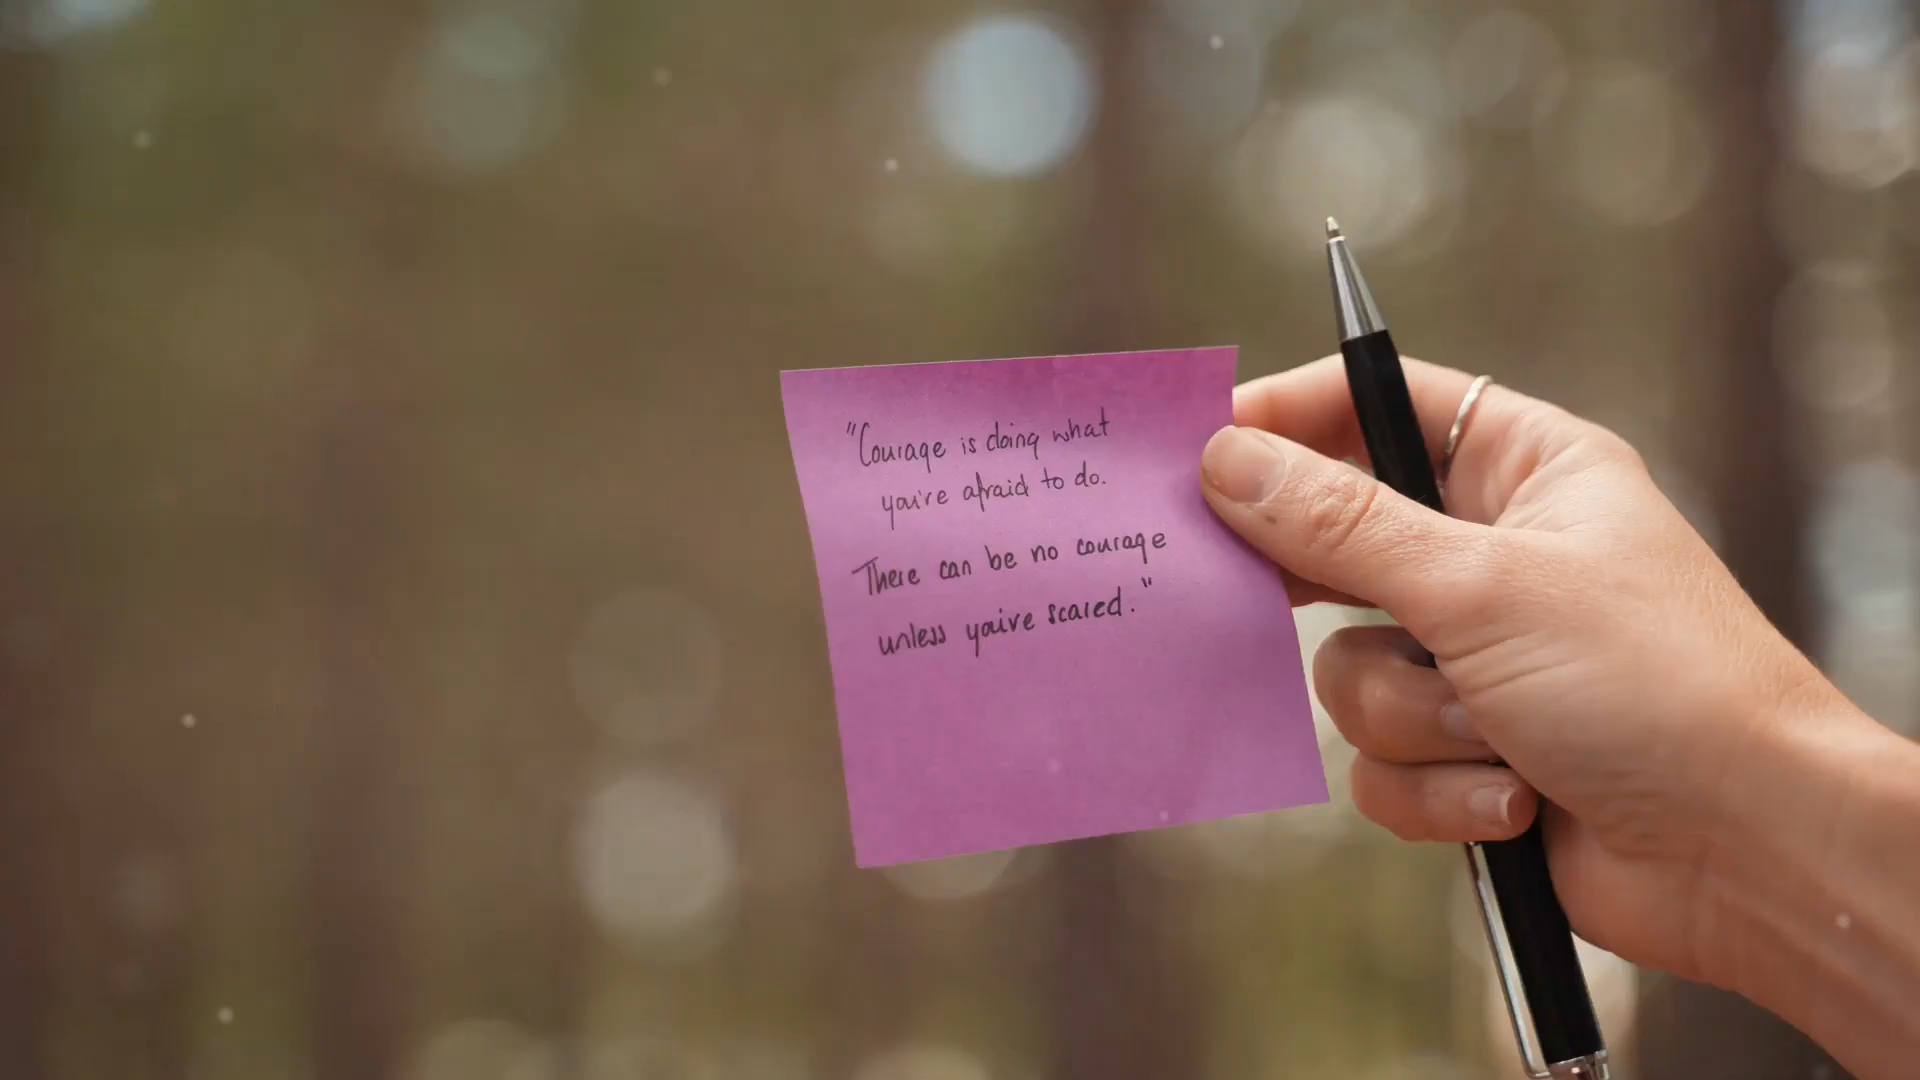 "Courage is doing what
you're afraid to do.
There can be no courage
unless you're scared."